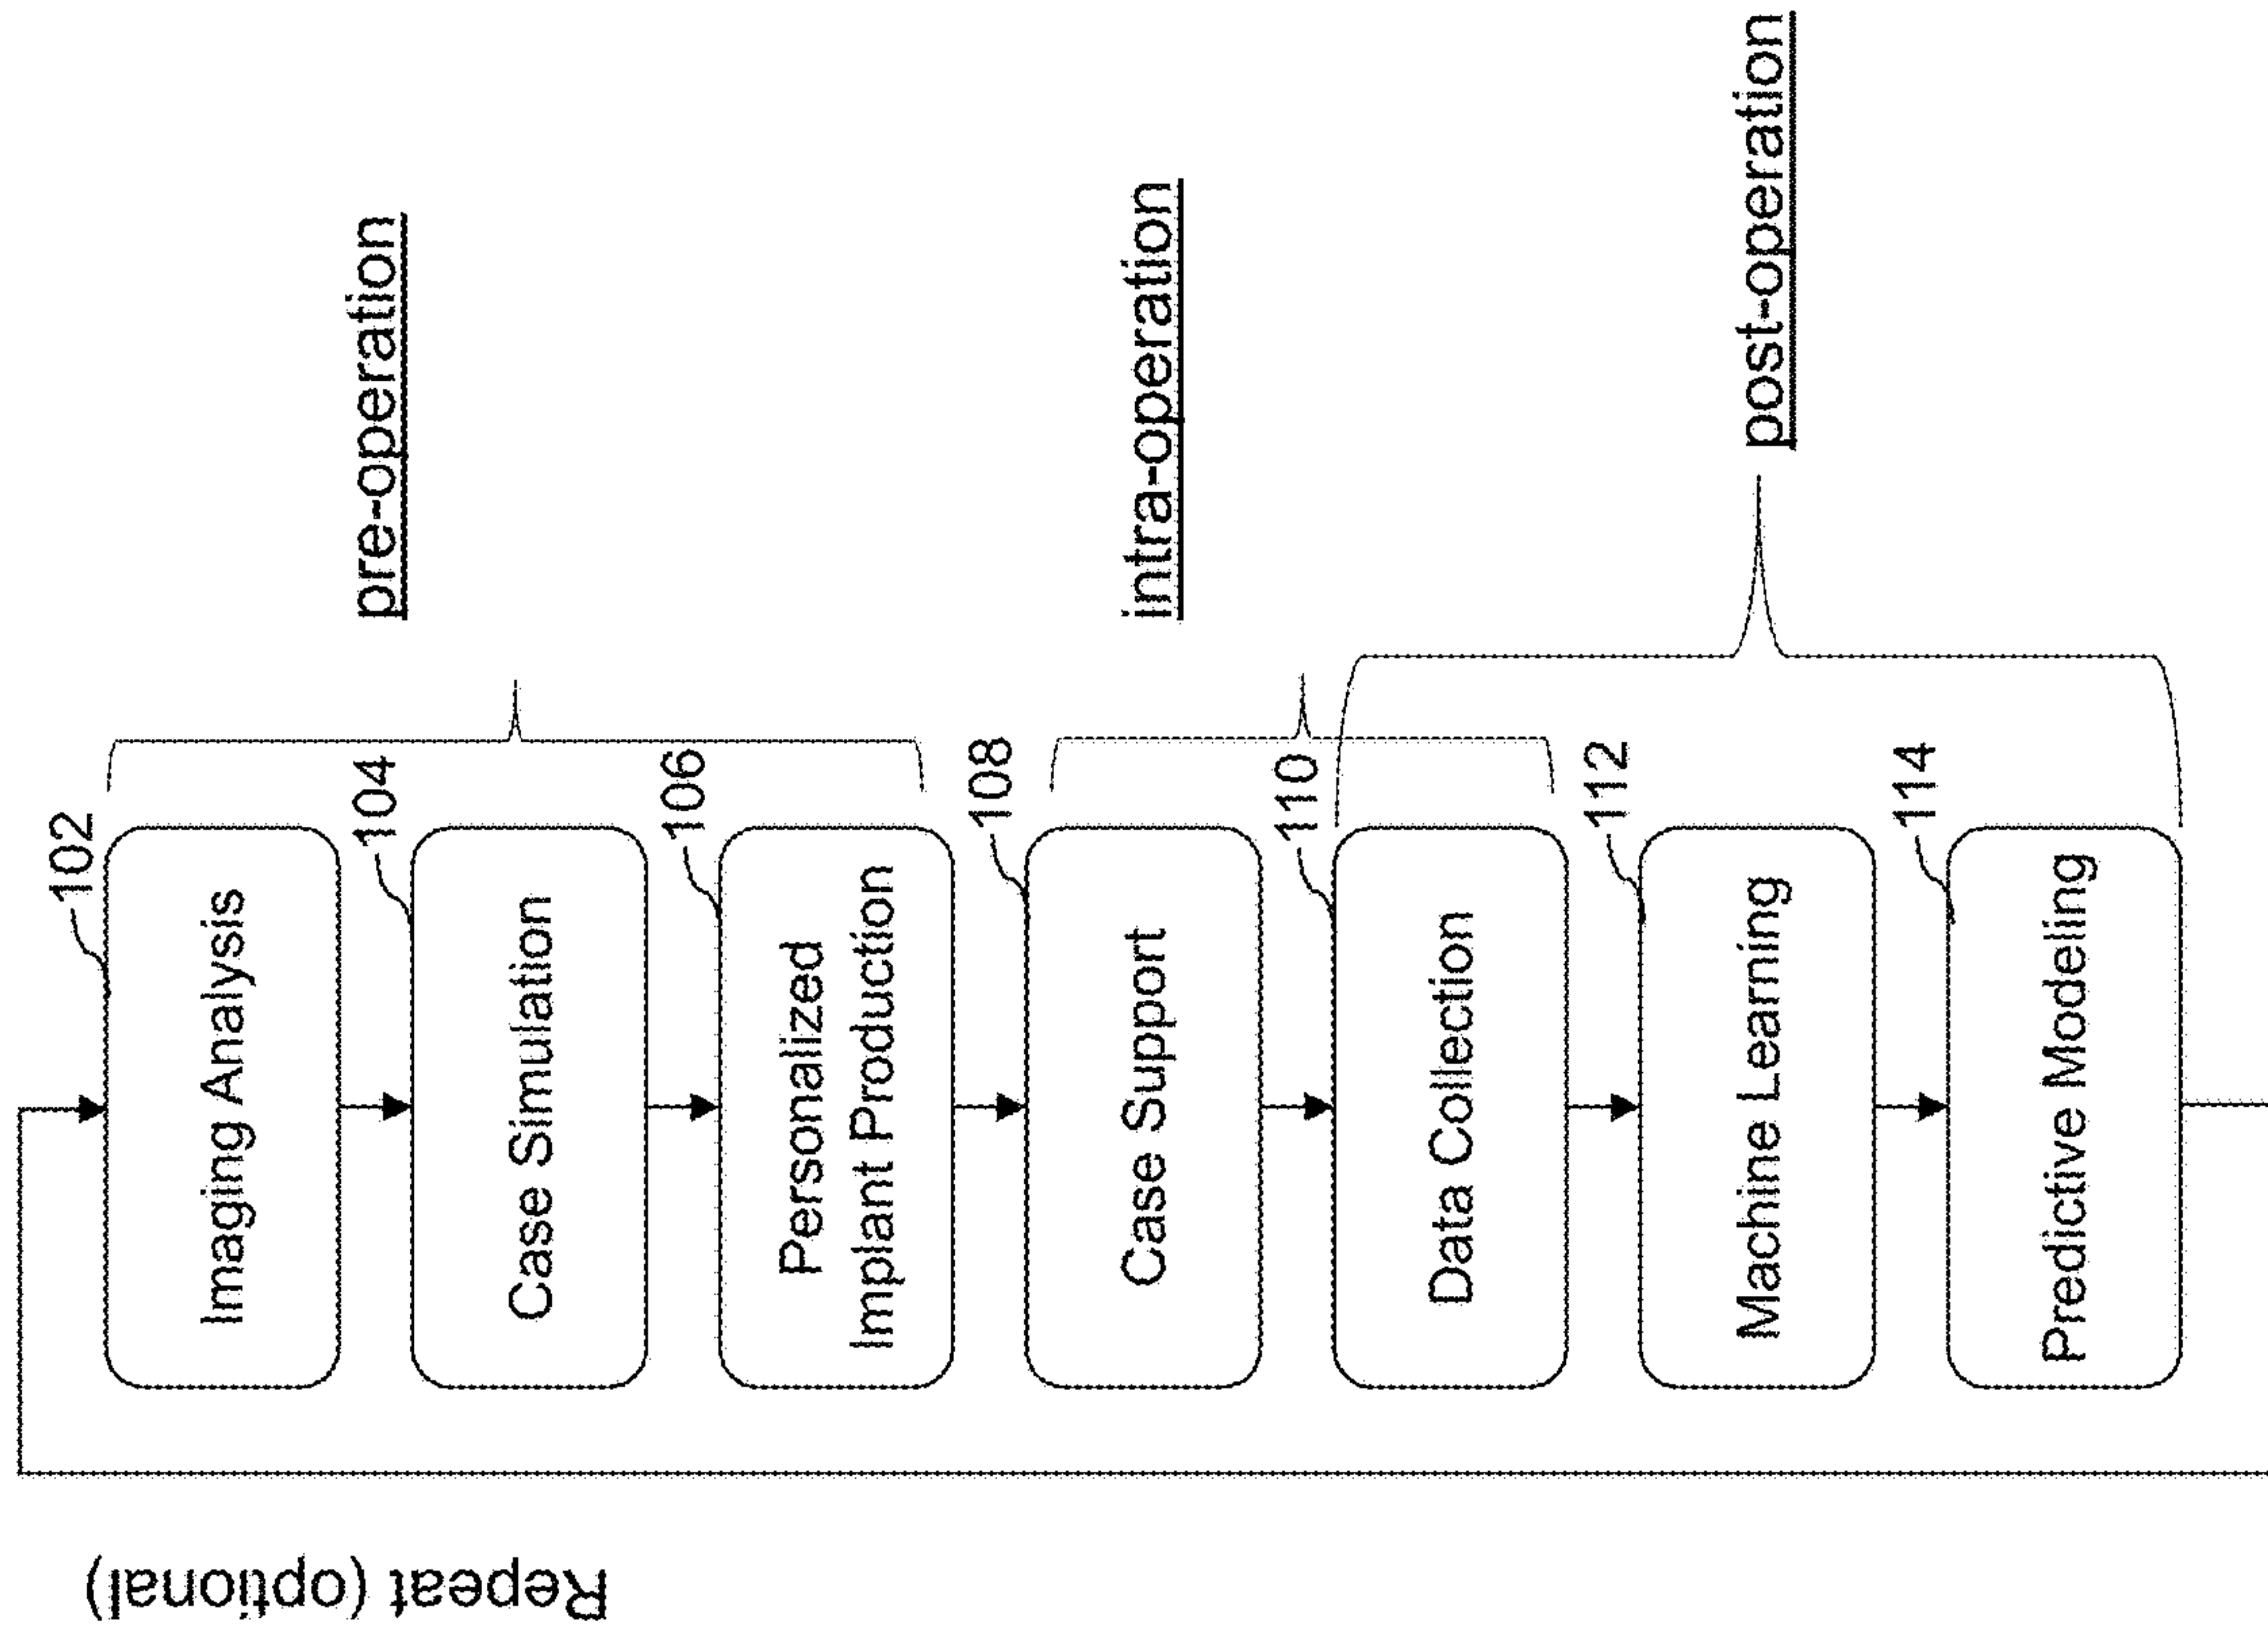 Repeat (optional)
102
Imaging Analysis
104
Case Simulation
106
Personalized
Implant Production
pre-operation
108
Case Support
110
Data Collection
intra-operation
112
Machine Learning
114
Predictive Modeling
post-operation